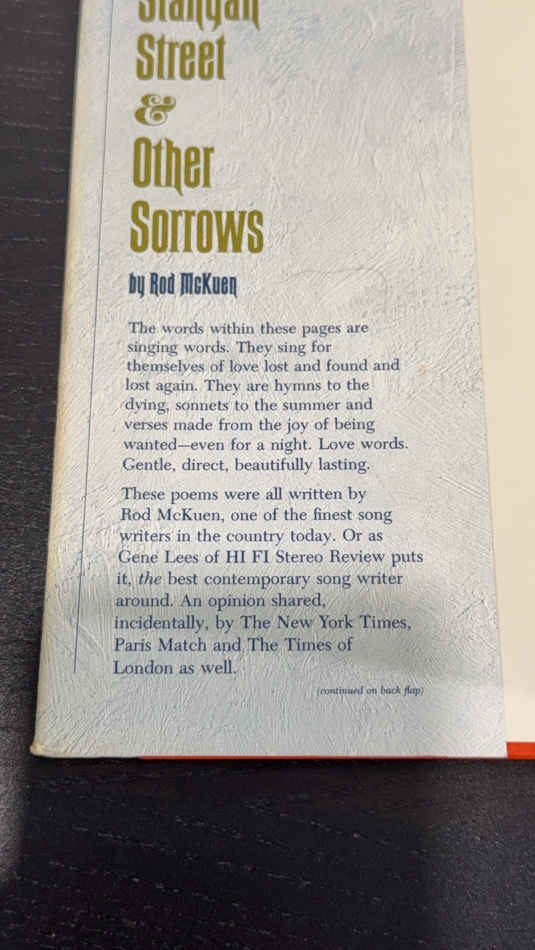 Stanyan
Street
&
Other
Sorrows
by Rod McKuen
The words within these pages are
singing words. They sing for
themselves of love lost and found and
lost again. They are hymns to the
dying, sonnets to the summer and
verses made from the joy of being
wanted—even for a night. Love words.
Gentle, direct, beautifully lasting.
These poems were all written by
Rod McKuen, one of the finest song
writers in the country today. Or as
Gene Lees of HI FI Stereo Review puts
it, the best contemporary song writer
around. An opinion shared,
incidentally, by The New York Times,
Paris Match and The Times of
London as well.
(continued on back flap)